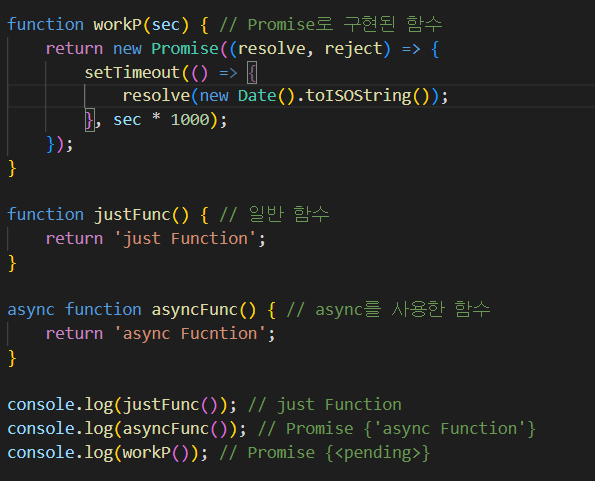 function workP(sec) { // Promise로 구현된 함수
    return new Promise((resolve, reject) => {
        setTimeout(() => {
            resolve(new Date().toISOString());
        }, sec * 1000);
    });
}

function justFunc() { // 일반 함수
    return 'just Function';
}

async function asyncFunc() { // async를 사용한 함수
    return 'async Fucntion';
}

console.log(justFunc()); // just Function
console.log(asyncFunc()); // Promise {'async Function'}
console.log(workP()); // Promise {<pending>}